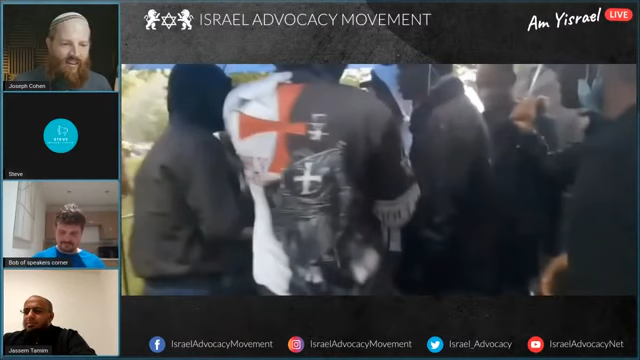 ISRAEL ADVOCACY MOVEMENT
Am Yisrael LIVE
Joseph Cohen
STEVE
Steve
Bob of speakers corner
Jassem Tamim
IsraelAdvocacyMovement
IsraelAdvocacyMovement
Israel_Advocacy
IsraelAdvocacyNet